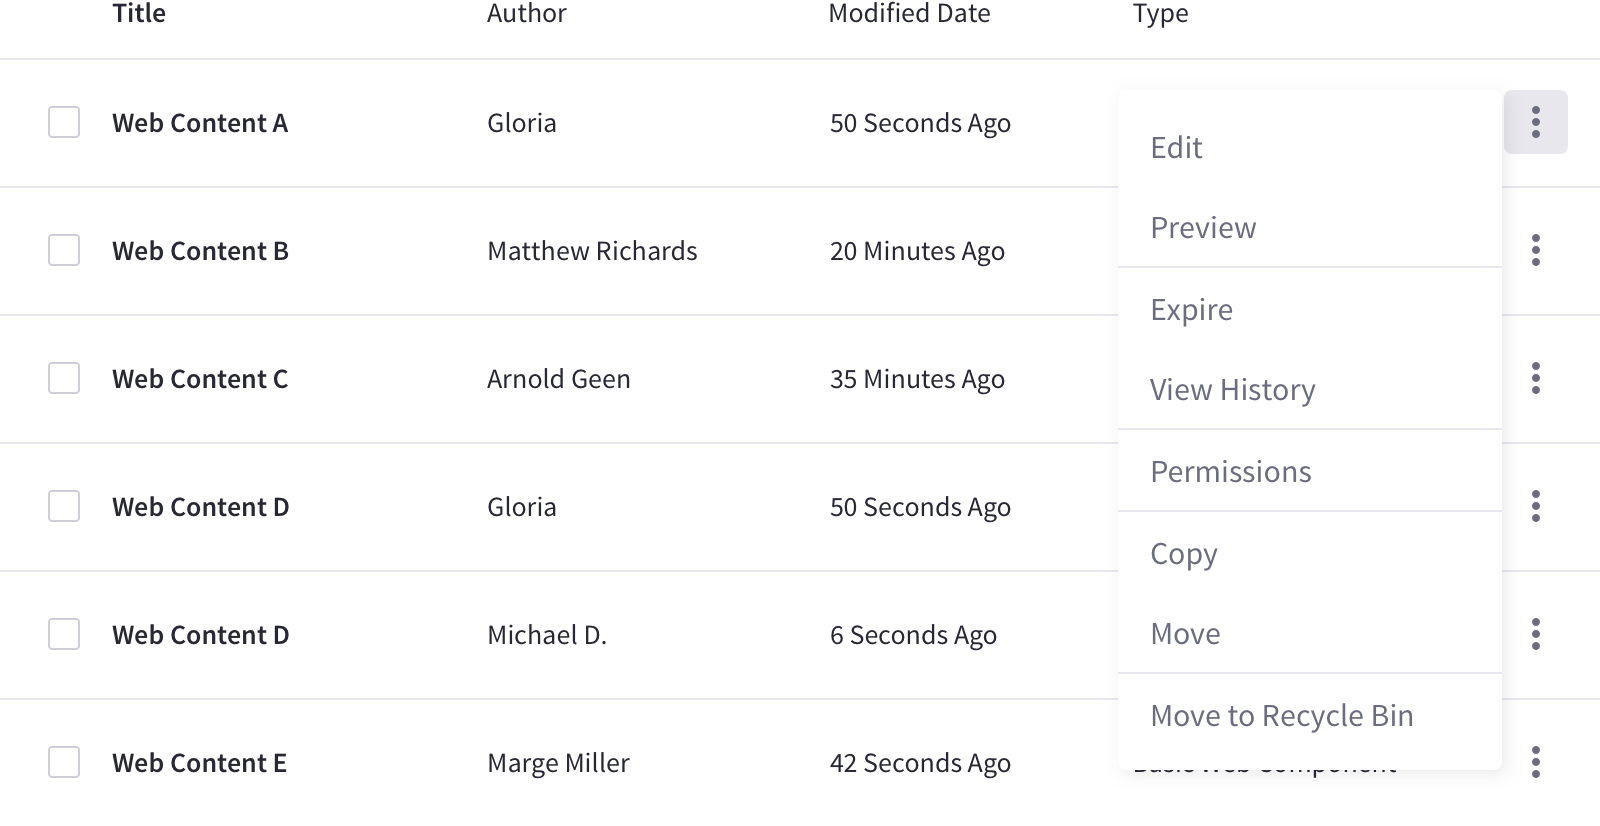 Title Author Modified Date Type
Web Content A Gloria 50 Seconds Ago
Edit
Preview
Web Content B Matthew Richards 20 Minutes Ago
Expire
Web Content C Arnold Geen 35 Minutes Ago
View History
Permissions
Web Content D Gloria 50 Seconds Ago
Copy
Web Content D Michael D. 6 Seconds Ago
Move
Move to Recycle Bin
Web Content E Marge Miller 42 Seconds Ago